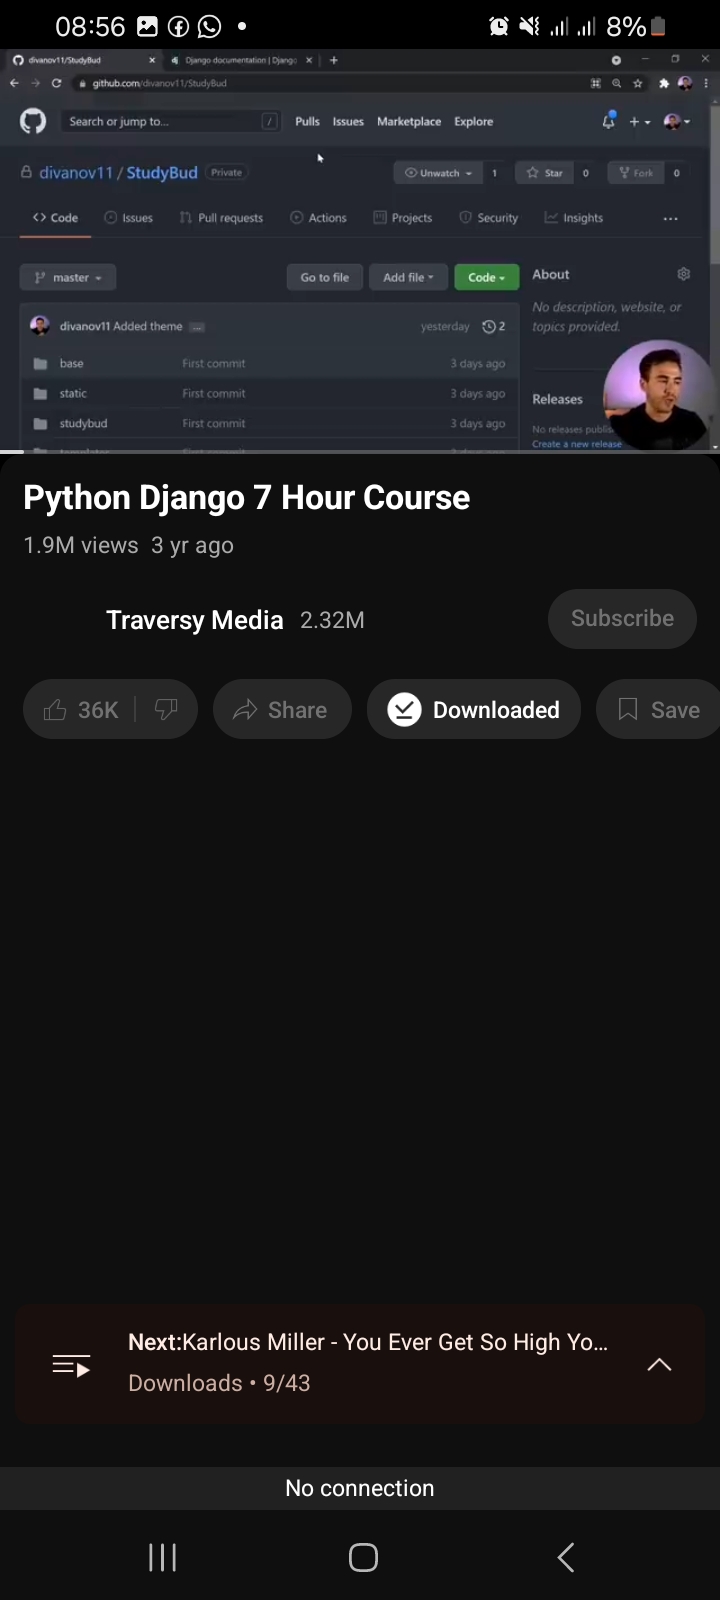 08:56 8%
divanov11/StudyBud Django documentation | Django
github.com/divanov11/StudyBud
Search or jump to... / Pulls Issues Marketplace Explore
divanov11 / StudyBud Private Unwatch 1 Star 0 Fork 0
Code Issues Pull requests Actions Projects Security Insights ...
master Go to file Add file Code About
No description, website, or
topics provided.
divanov11 Added theme ... yesterday 2
base First commit 3 days ago
static First commit 3 days ago
Releases
studybud First commit 3 days ago
No releases
Create a new release
Python Django 7 Hour Course
1.9M views 3 yr ago
Traversy Media 2.32M Subscribe
36K Share Downloaded Save
Next:Karlous Miller - You Ever Get So High Yo...
Downloads • 9/43
No connection